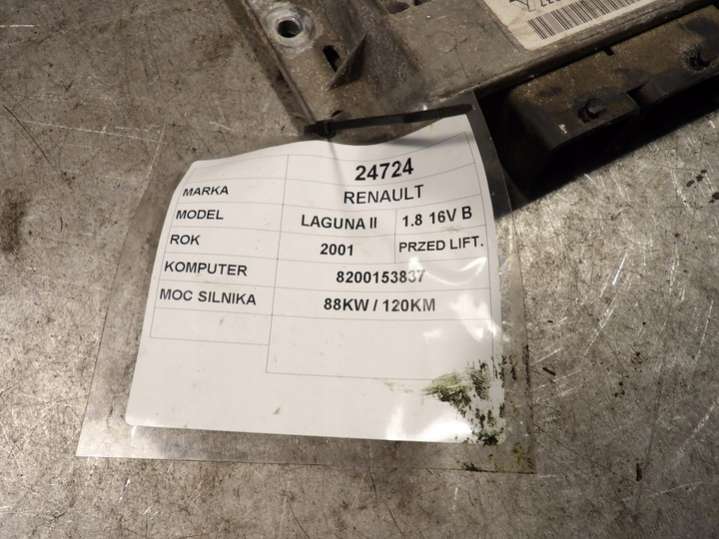 24724
MARKA RENAULT
MODEL LAGUNA II 1.8 16V B
ROK 2001 PRZED LIFT.
KOMPUTER 8200153837
MOC SILNIKA 88KW / 120KM